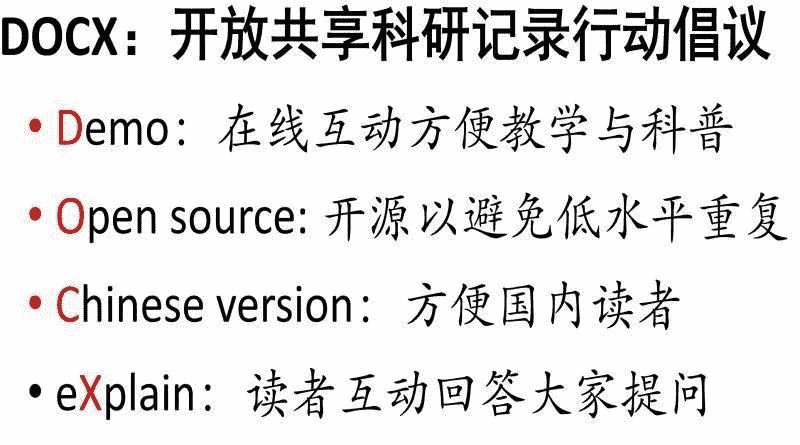 DOCX：开放共享科研记录行动倡议
• Demo：在线互动方便教学与科普
• Open source: 开源以避免低水平重复
• Chinese version：方便国内读者
• eXplain：读者互动回答大家提问